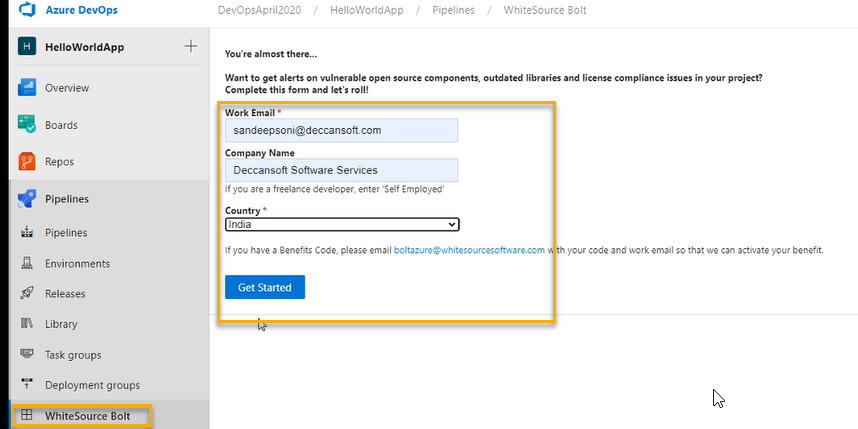 Azure DevOps
DevOpsApril2020 / HelloWorldApp / Pipelines / WhiteSource Bolt
H HelloWorldApp +
Overview
Boards
Repos
Pipelines
Pipelines
Environments
Releases
Library
Task groups
Deployment groups
WhiteSource Bolt
You're almost there...
Want to get alerts on vulnerable open source components, outdated libraries and license compliance issues in your project?
Complete this form and let's roll!
Work Email *
sandeepsoni@deccansoft.com
Company Name
Deccansoft Software Services
If you are a freelance developer, enter 'Self Employed'
Country *
India
If you have a Benefits Code, please email boltazure@whitesourcesoftware.com with your code and work email so that we can activate your benefit.
Get Started